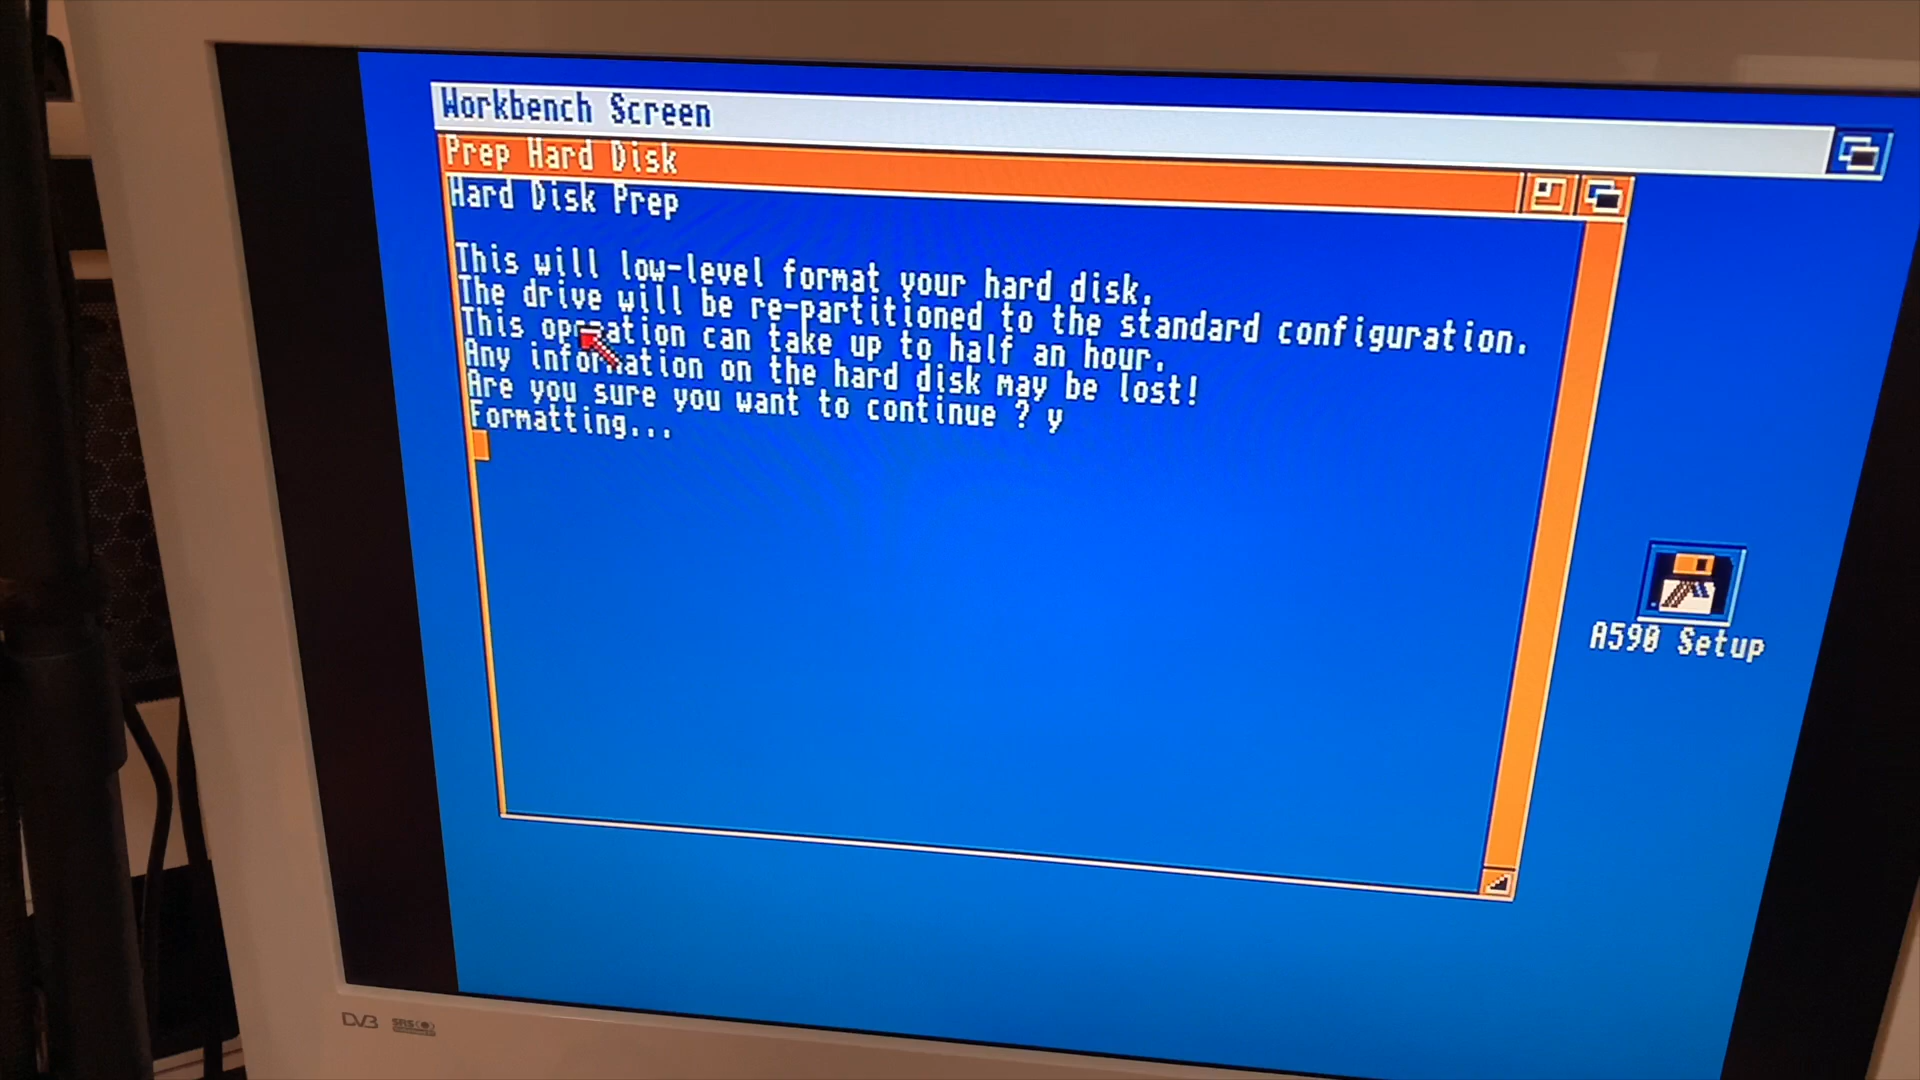 Workbench Screen
Prep Hard Disk
Hard Disk Prep
This will low-level format your hard disk.
The drive will be re-partitioned to the standard configuration.
This operation can take up to half an hour.
Any information on the hard disk may be lost!
Are you sure you want to continue ? y
Formatting...
A590 Setup
DVB
SRS